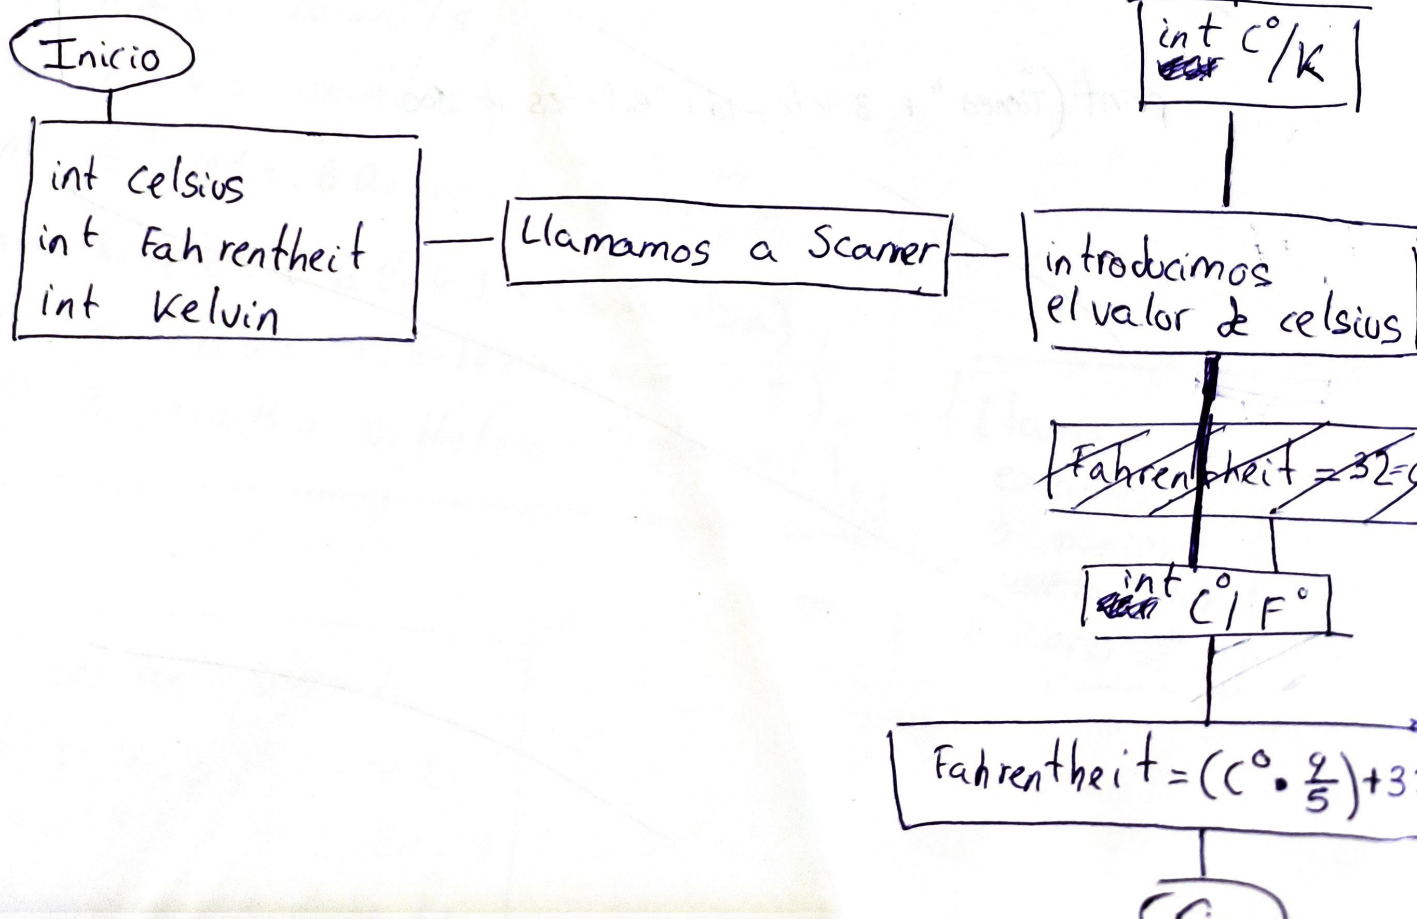 Inicio
int celsius
int Fahrentheit
int Kelvin
Llamamos a Scanner
int C°/K
introducimos
el valor de celsius
Fahrentheit = 32
int C°/F°
Fahrentheit = (C° · 9/5) + 3